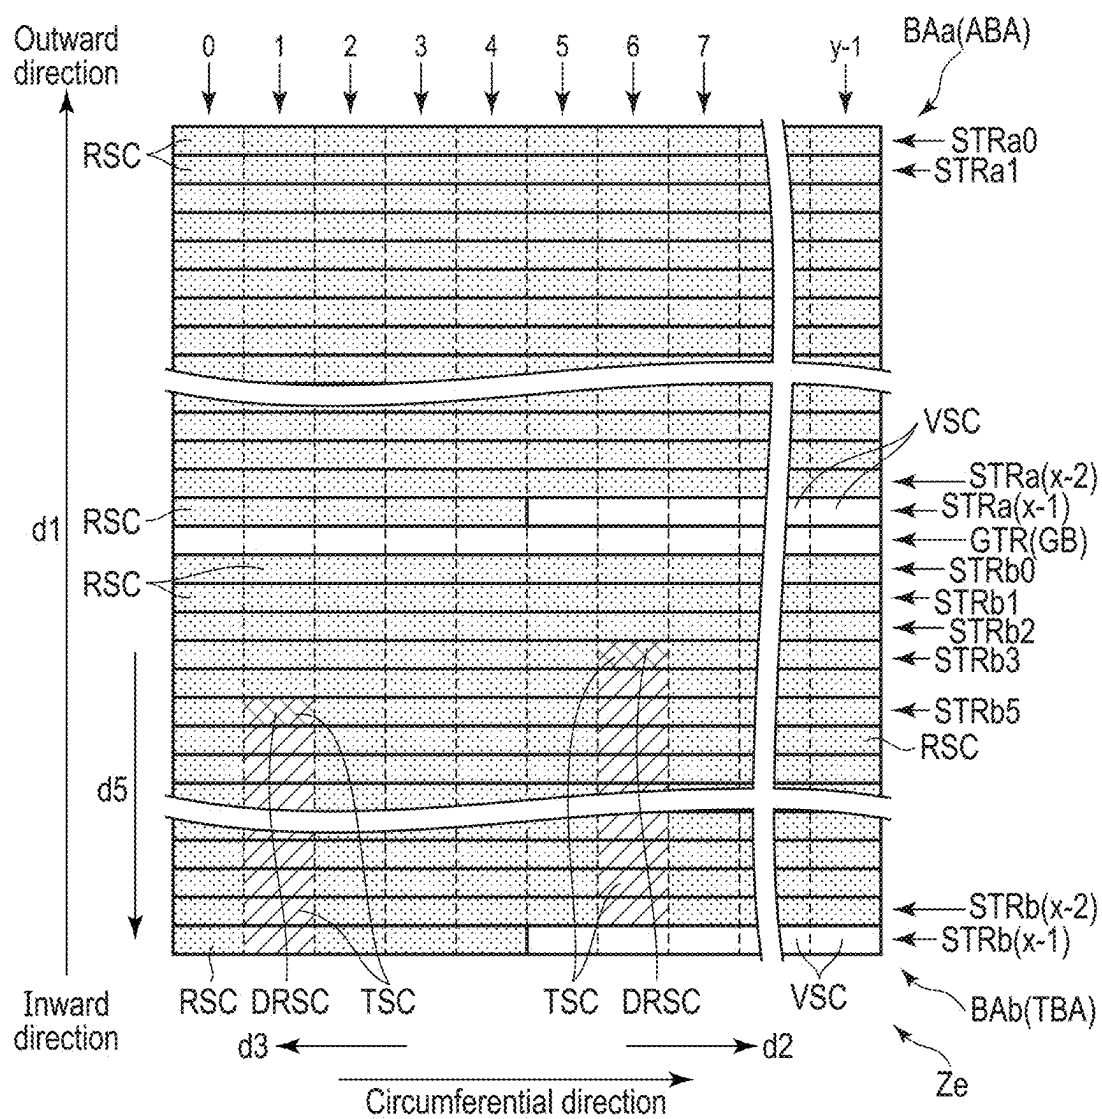 Outward
direction
0 1 2 3 4 5 6 7 y-1
BAa(ABA)
RSC
STRa0
STRa1
VSC
STRa(x-2)
RSC
STRa(x-1)
d1
GTR(GB)
RSC
STRb0
STRb1
STRb2
STRb3
STRb5
RSC
d5
STRb(x-2)
STRb(x-1)
RSC DRSC TSC TSC DRSC VSC
BAb(TBA)
Inward
direction
d3 d2
Ze
Circumferential direction